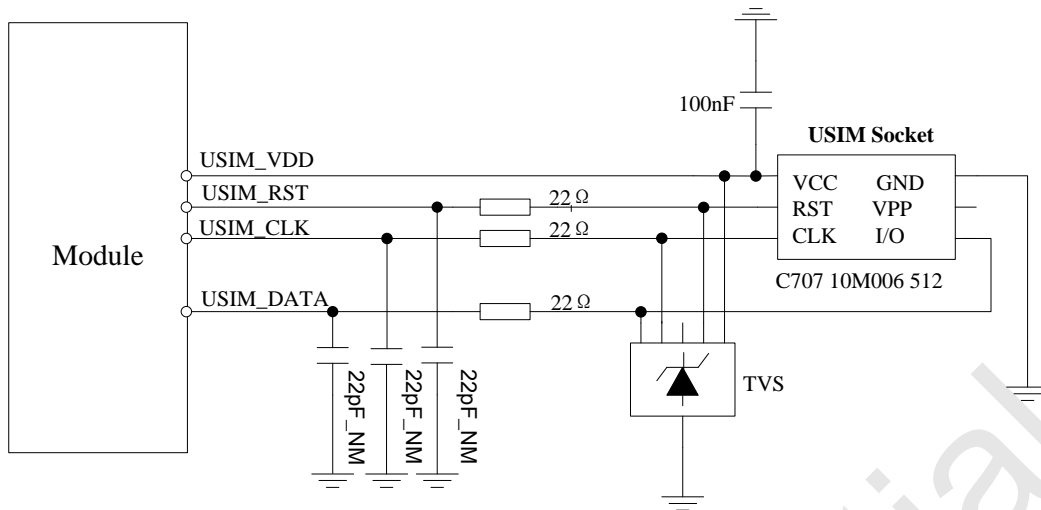 100nF
USIM Socket
USIM_VDD
USIM_RST
USIM_CLK
USIM_DATA
22Ω
22Ω
22Ω
VCC GND
RST VPP
CLK I/O
Module
C707 10M006 512
22pF_NM
22pF_NM
22pF_NM
TVS